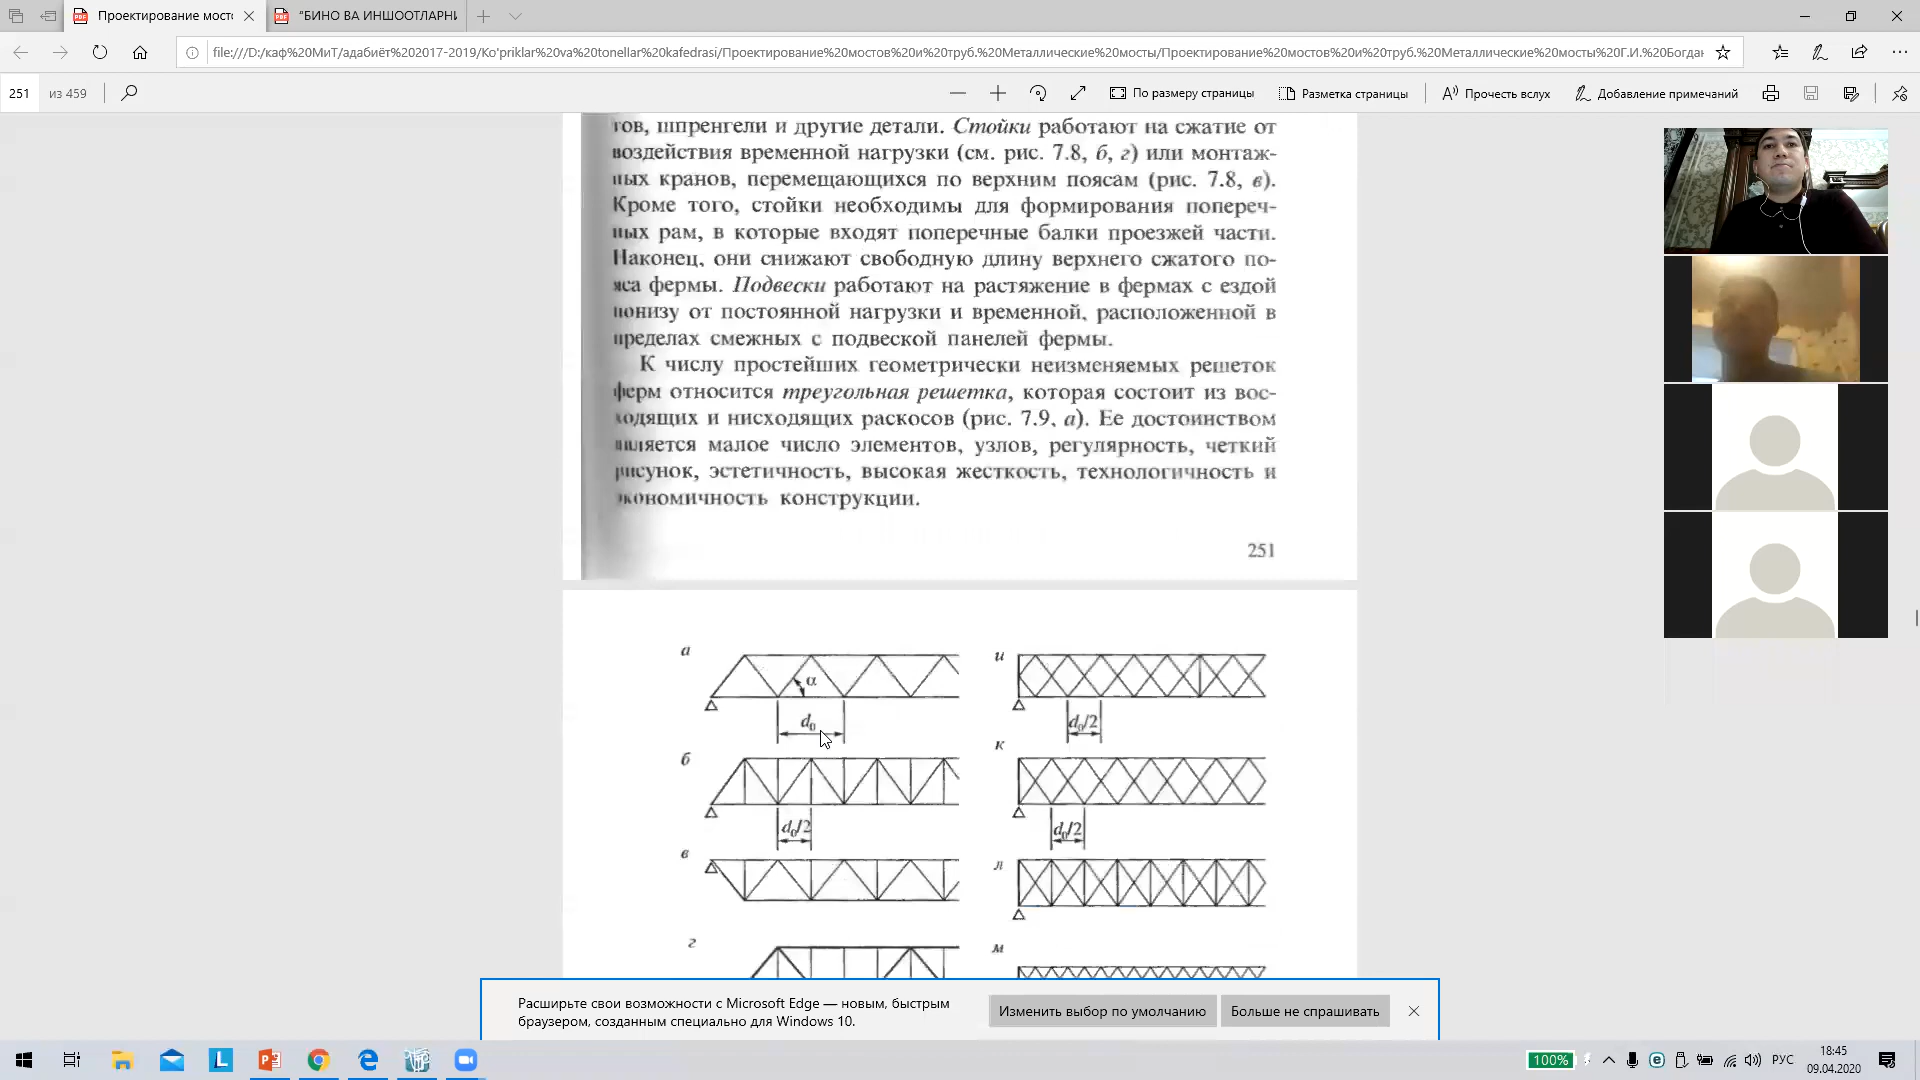 Проектирование мост
"БИНО ВА ИНШООТЛАРНИ
file:///D:/каф%20МиТ/адабиёт%202017-2019/Ko'priklar%20va%20tonellar%20kafedrasi/Проектирование%20мостов%20и%20труб.%20Металлические%20мосты/Проектирование%20мостов%20и%20труб.%20Металлические%20мосты%20Г.И.%20Богдан
251 из 459
По размеру страницы
Разметка страницы
Прочесть вслух
Добавление примечаний
тов, шпренгели и другие детали. Стойки работают на сжатие от
воздействия временной нагрузки (см. рис. 7.8, б, г) или монтаж-
ных кранов, перемещающихся по верхним поясам (рис. 7.8, в).
Кроме того, стойки необходимы для формирования попереч-
ных рам, в которые входят поперечные балки проезжей части.
Наконец, они снижают свободную длину верхнего сжатого по-
яса фермы. Подвески работают на растяжение в фермах с ездой
понизу от постоянной нагрузки и временной, расположенной в
пределах смежных с подвеской панелей фермы.
К числу простейших геометрически неизменяемых решеток
ферм относится треугольная решетка, которая состоит из вос-
ходящих и нисходящих раскосов (рис. 7.9, а). Ее достоинством
является малое число элементов, узлов, регулярность, четкий
рисунок, эстетичность, высокая жесткость, технологичность и
экономичность конструкции.
251
а
α
d₀
и
d₀/2
б
d₀/2
к
d₀/2
в
л
г
м
Расширьте свои возможности с Microsoft Edge — новым, быстрым
браузером, созданным специально для Windows 10.
Изменить выбор по умолчанию
Больше не спрашивать
100%
РУС
18:45
09.04.2020